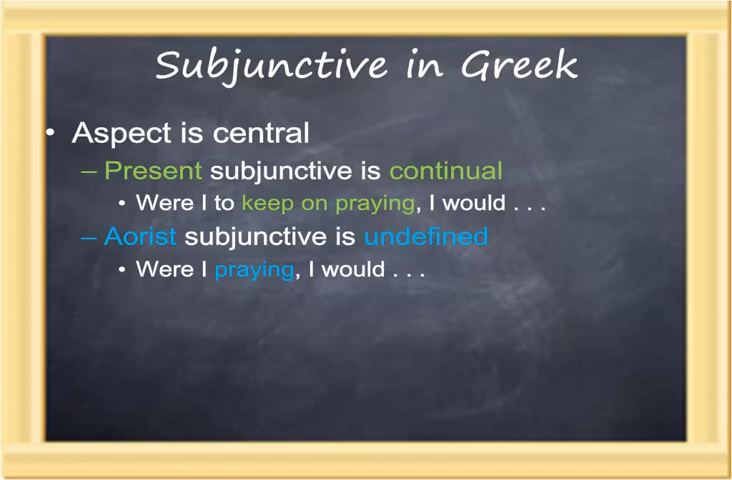 Subjunctive in Greek
• Aspect is central
– Present subjunctive is continual
• Were I to keep on praying, I would . . .
– Aorist subjunctive is undefined
• Were I praying, I would . . .